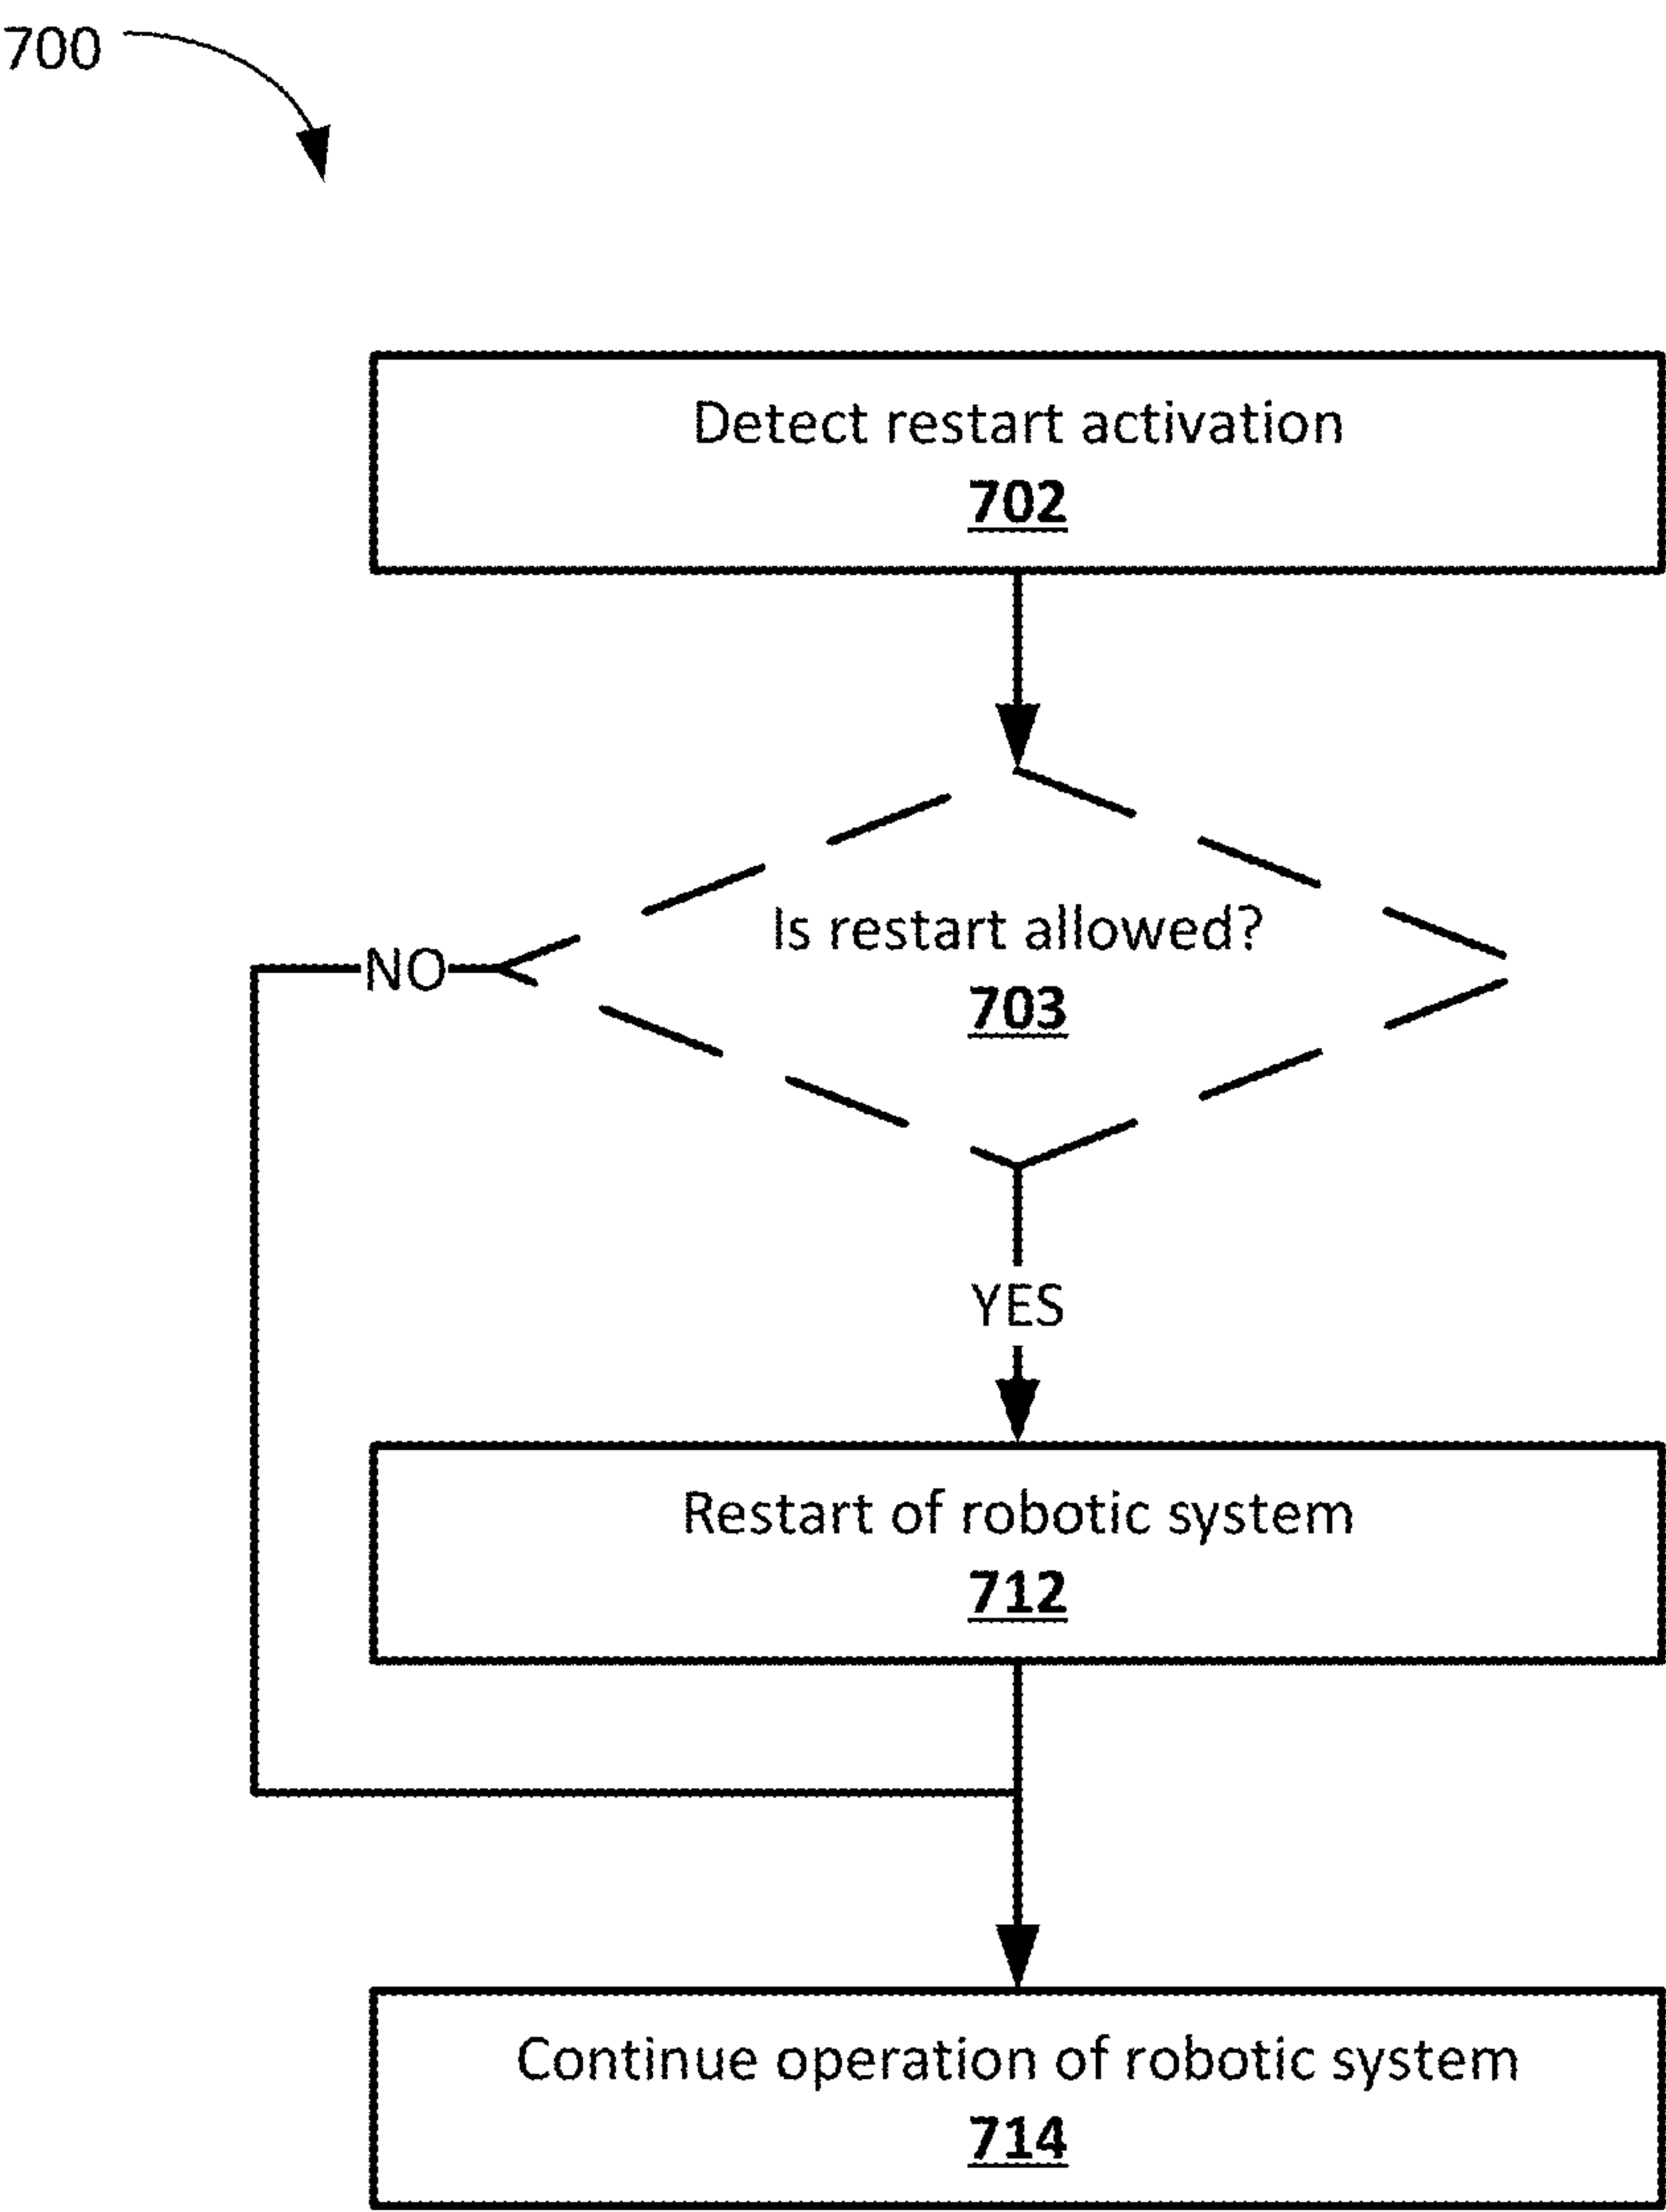 700
Detect restart activation
702
Is restart allowed?
703
NO
YES
Restart of robotic system
712
Continue operation of robotic system
714